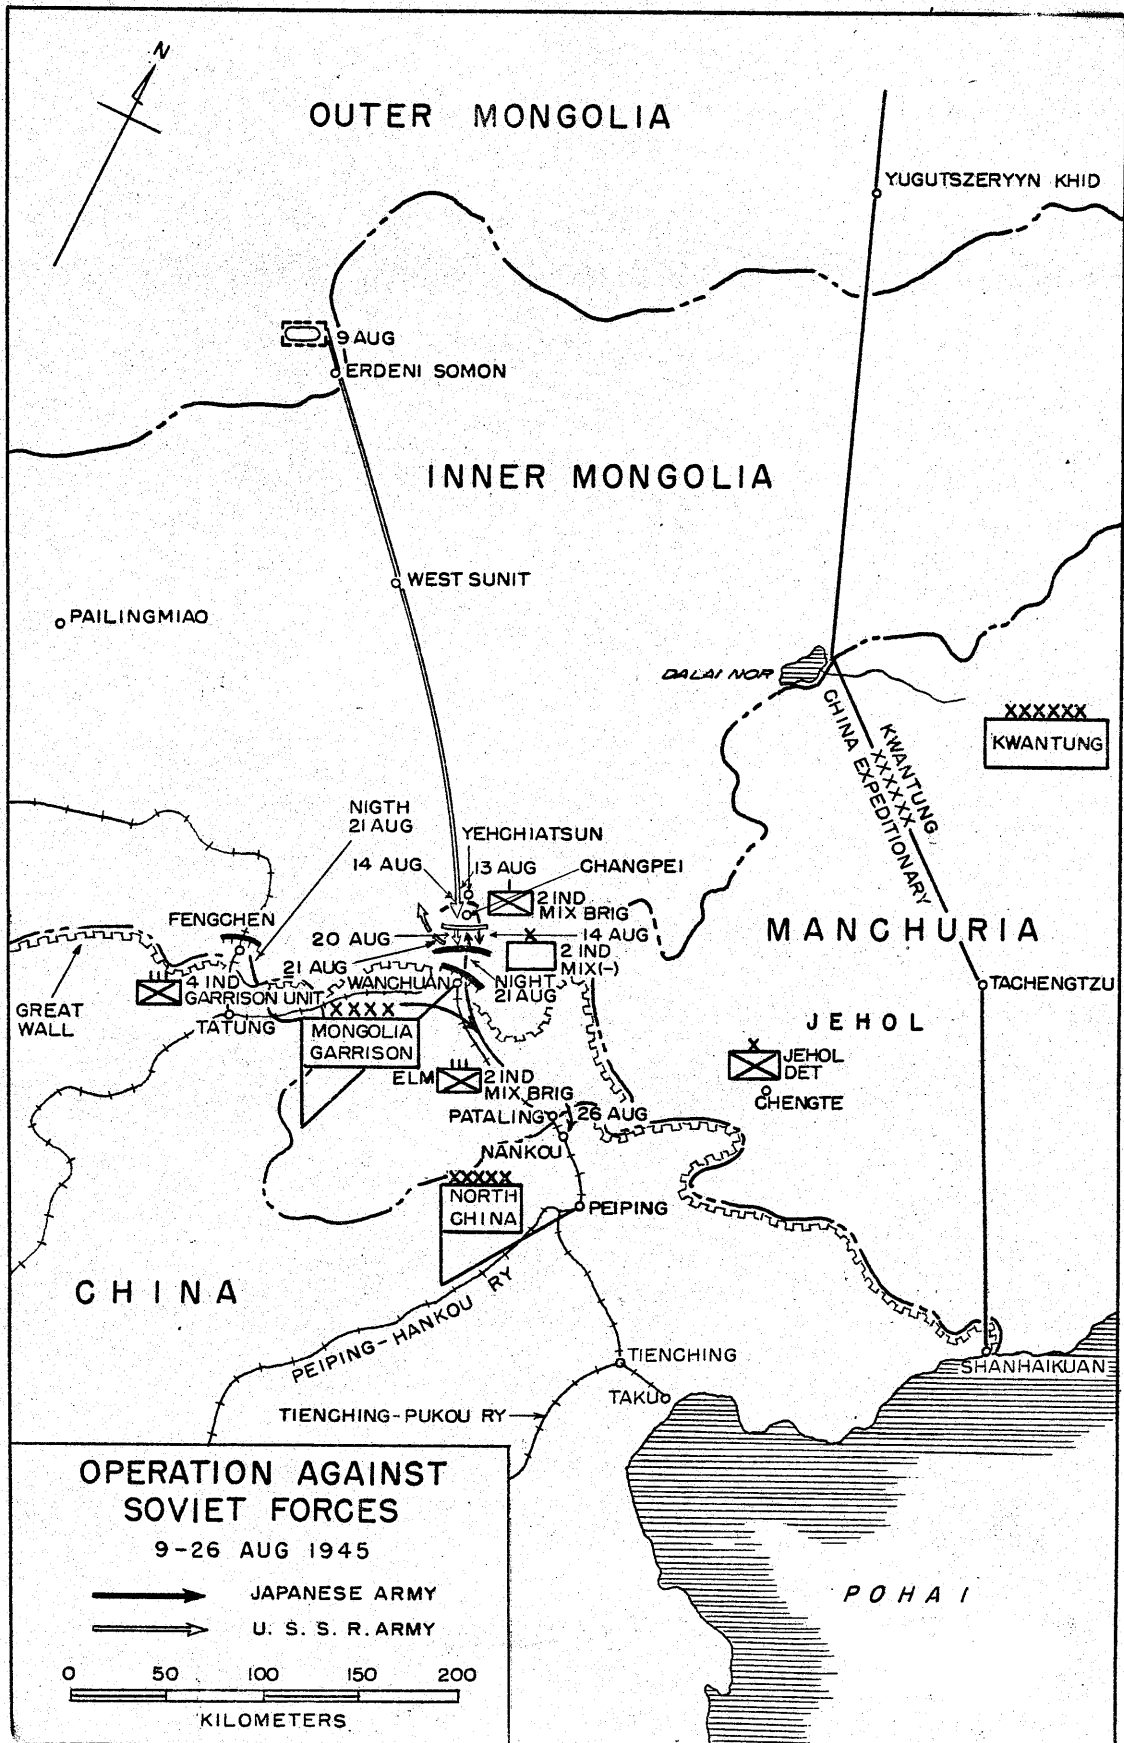 N
OUTER MONGOLIA
YUGUTSZERYYN KHID
9 AUG
ERDENI SOMON
INNER MONGOLIA
WEST SUNIT
PAILINGMIAO
DALAI NOR
XXXXXX
KWANTUNG
KWANTUNG
XXXXXX
CHINA EXPEDITIONARY
NIGTH
21 AUG
YEHCHIATSUN
14 AUG
13 AUG
CHANGPEI
2 IND
MIX BRIG
FENGCHEN
20 AUG
14 AUG
X
2 IND
MIX(-)
MANCHURIA
21 AUG
WANCHUAN
NIGHT
21 AUG
4 IND
GARRISON UNIT
TACHENGTZU
GREAT
WALL
TATUNG
XXXX
MONGOLIA
GARRISON
JEHOL
X
JEHOL
DET
CHENGTE
ELM
2 IND
MIX BRIG
PATALING
26 AUG
NANKOU
XXXXX
NORTH
CHINA
PEIPING
CHINA
PEIPING-HANKOU RY
TIENCHING
SHANHAIKUAN
TAKU
TIENCHING-PUKOU RY
OPERATION AGAINST
SOVIET FORCES
9-26 AUG 1945
JAPANESE ARMY
U. S. S. R. ARMY
0 50 100 150 200
KILOMETERS
POHAI